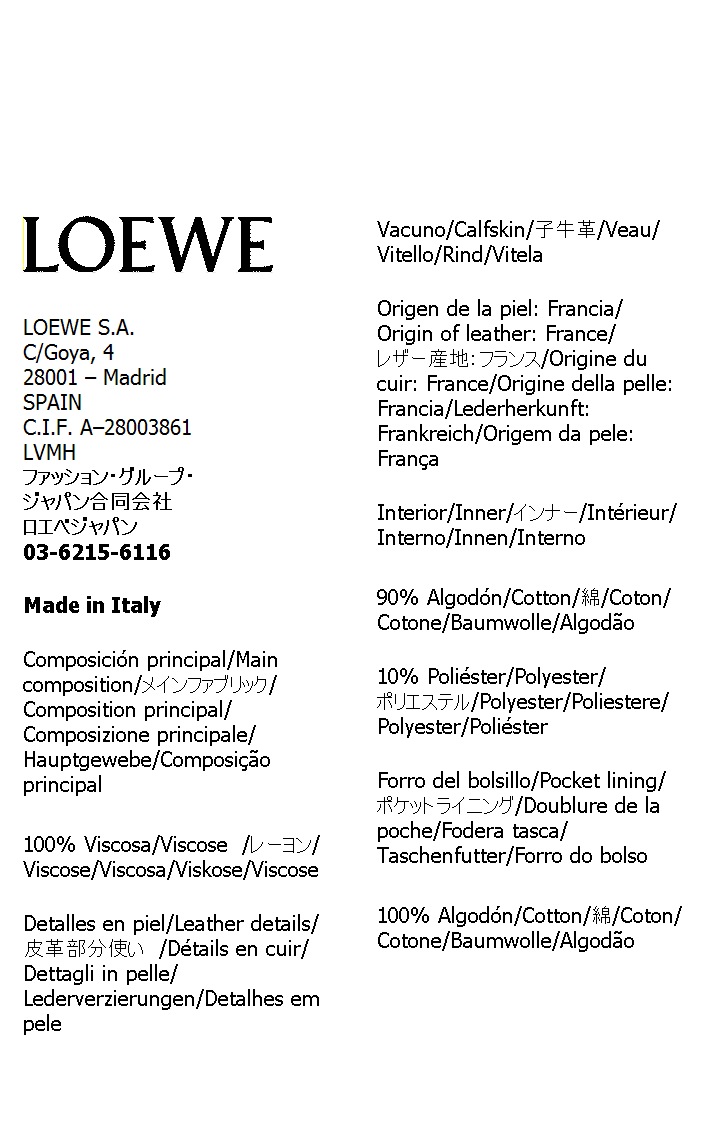 LOEWE
LOEWE S.A.
C/Goya, 4
28001 – Madrid
SPAIN
C.I.F. A–28003861
LVMH
ファッション・グループ・
ジャパン合同会社
ロエベジャパン
03-6215-6116
Made in Italy
Composición principal/Main
composition/メインファブリック/
Composition principal/
Composizione principale/
Hauptgewebe/Composição
principal
100% Viscosa/Viscose /レーヨン/
Viscose/Viscosa/Viskose/Viscose
Detalles en piel/Leather details/
皮革部分使い /Détails en cuir/
Dettagli in pelle/
Lederverzierungen/Detalhes em
pele
Vacuno/Calfskin/子牛革/Veau/
Vitello/Rind/Vitela
Origen de la piel: Francia/
Origin of leather: France/
レザー産地：フランス/Origine du
cuir: France/Origine della pelle:
Francia/Lederherkunft:
Frankreich/Origem da pele:
França
Interior/Inner/インナー/Intérieur/
Interno/Innen/Interno
90% Algodón/Cotton/綿/Coton/
Cotone/Baumwolle/Algodão
10% Poliéster/Polyester/
ポリエステル/Polyester/Poliestere/
Polyester/Poliéster
Forro del bolsillo/Pocket lining/
ポケットライニング/Doublure de la
poche/Fodera tasca/
Taschenfutter/Forro do bolso
100% Algodón/Cotton/綿/Coton/
Cotone/Baumwolle/Algodão